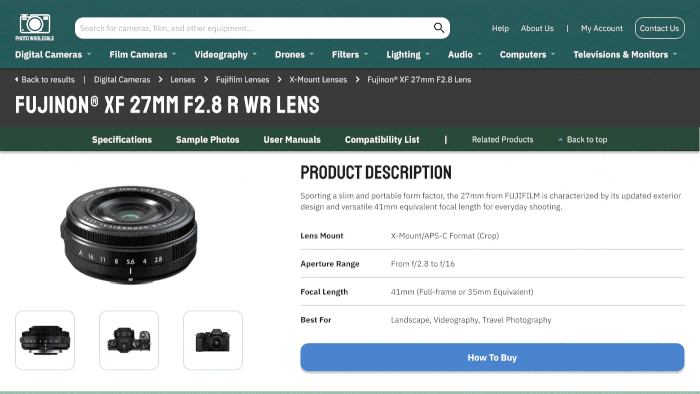 Search for cameras, film, and other equipment...
Help About Us | My Account Contact Us
PHOTO WHOLESALE
Digital Cameras Film Cameras Videography Drones Filters Lighting Audio Computers Televisions & Monitors
Back to results | Digital Cameras Lenses Fujifilm Lenses X-Mount Lenses Fujinon® XF 27mm F2.8 Lens
FUJINON® XF 27MM F2.8 R WR LENS
Specifications Sample Photos User Manuals Compatibility List | Related Products Back to top
PRODUCT DESCRIPTION
Sporting a slim and portable form factor, the 27mm from FUJIFILM is characterized by its updated exterior
design and versatile 41mm equivalent focal length for everyday shooting.
Lens Mount X-Mount/APS-C Format (Crop)
Aperture Range From f/2.8 to f/16
Focal Length 41mm (Full-frame or 35mm Equivalent)
Best For Landscape, Videography, Travel Photography
How To Buy
A 16 11 8 5.6 4 2.8